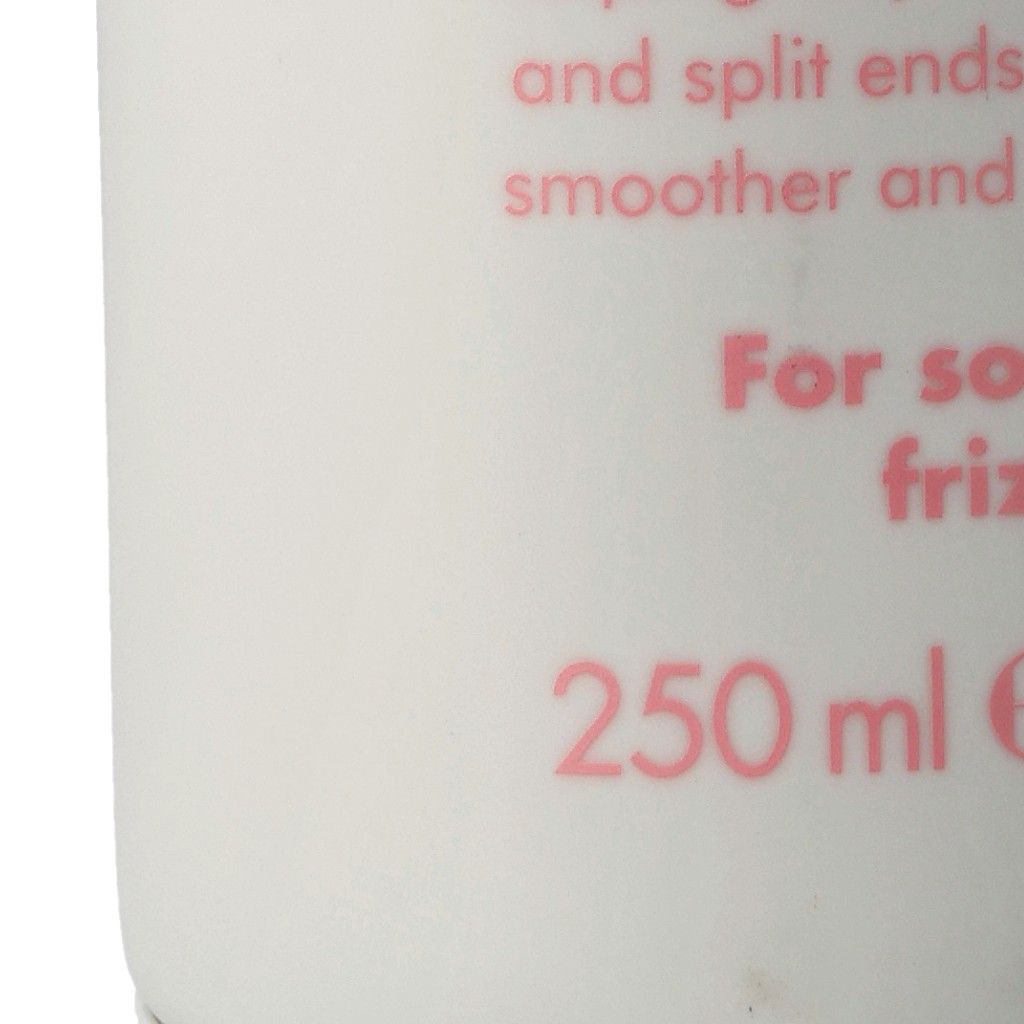 and split ends
smoother and
For so
friz
250 ml e